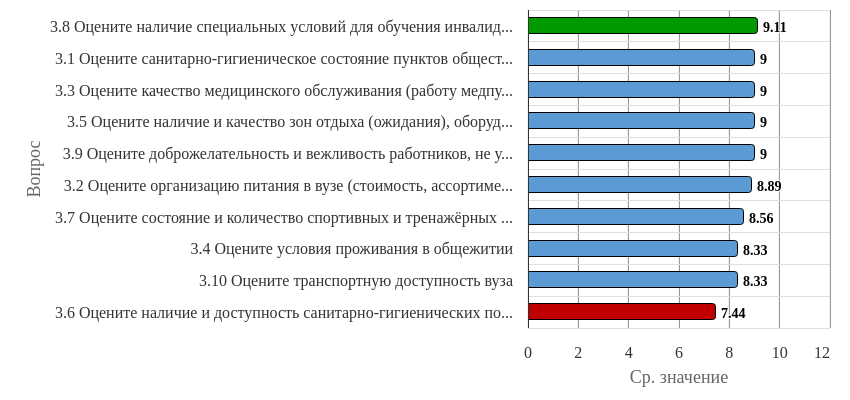 3.8 Оцените наличие специальных условий для обучения инвалид... 9.11
3.1 Оцените санитарно-гигиеническое состояние пунктов общест... 9
3.3 Оцените качество медицинского обслуживания (работу медпу... 9
3.5 Оцените наличие и качество зон отдыха (ожидания), оборуд... 9
3.9 Оцените доброжелательность и вежливость работников, не у... 9
3.2 Оцените организацию питания в вузе (стоимость, ассортиме... 8.89
3.7 Оцените состояние и количество спортивных и тренажёрных ... 8.56
3.4 Оцените условия проживания в общежитии 8.33
3.10 Оцените транспортную доступность вуза 8.33
3.6 Оцените наличие и доступность санитарно-гигиенических по... 7.44
Вопрос
0 2 4 6 8 10 12
Ср. значение